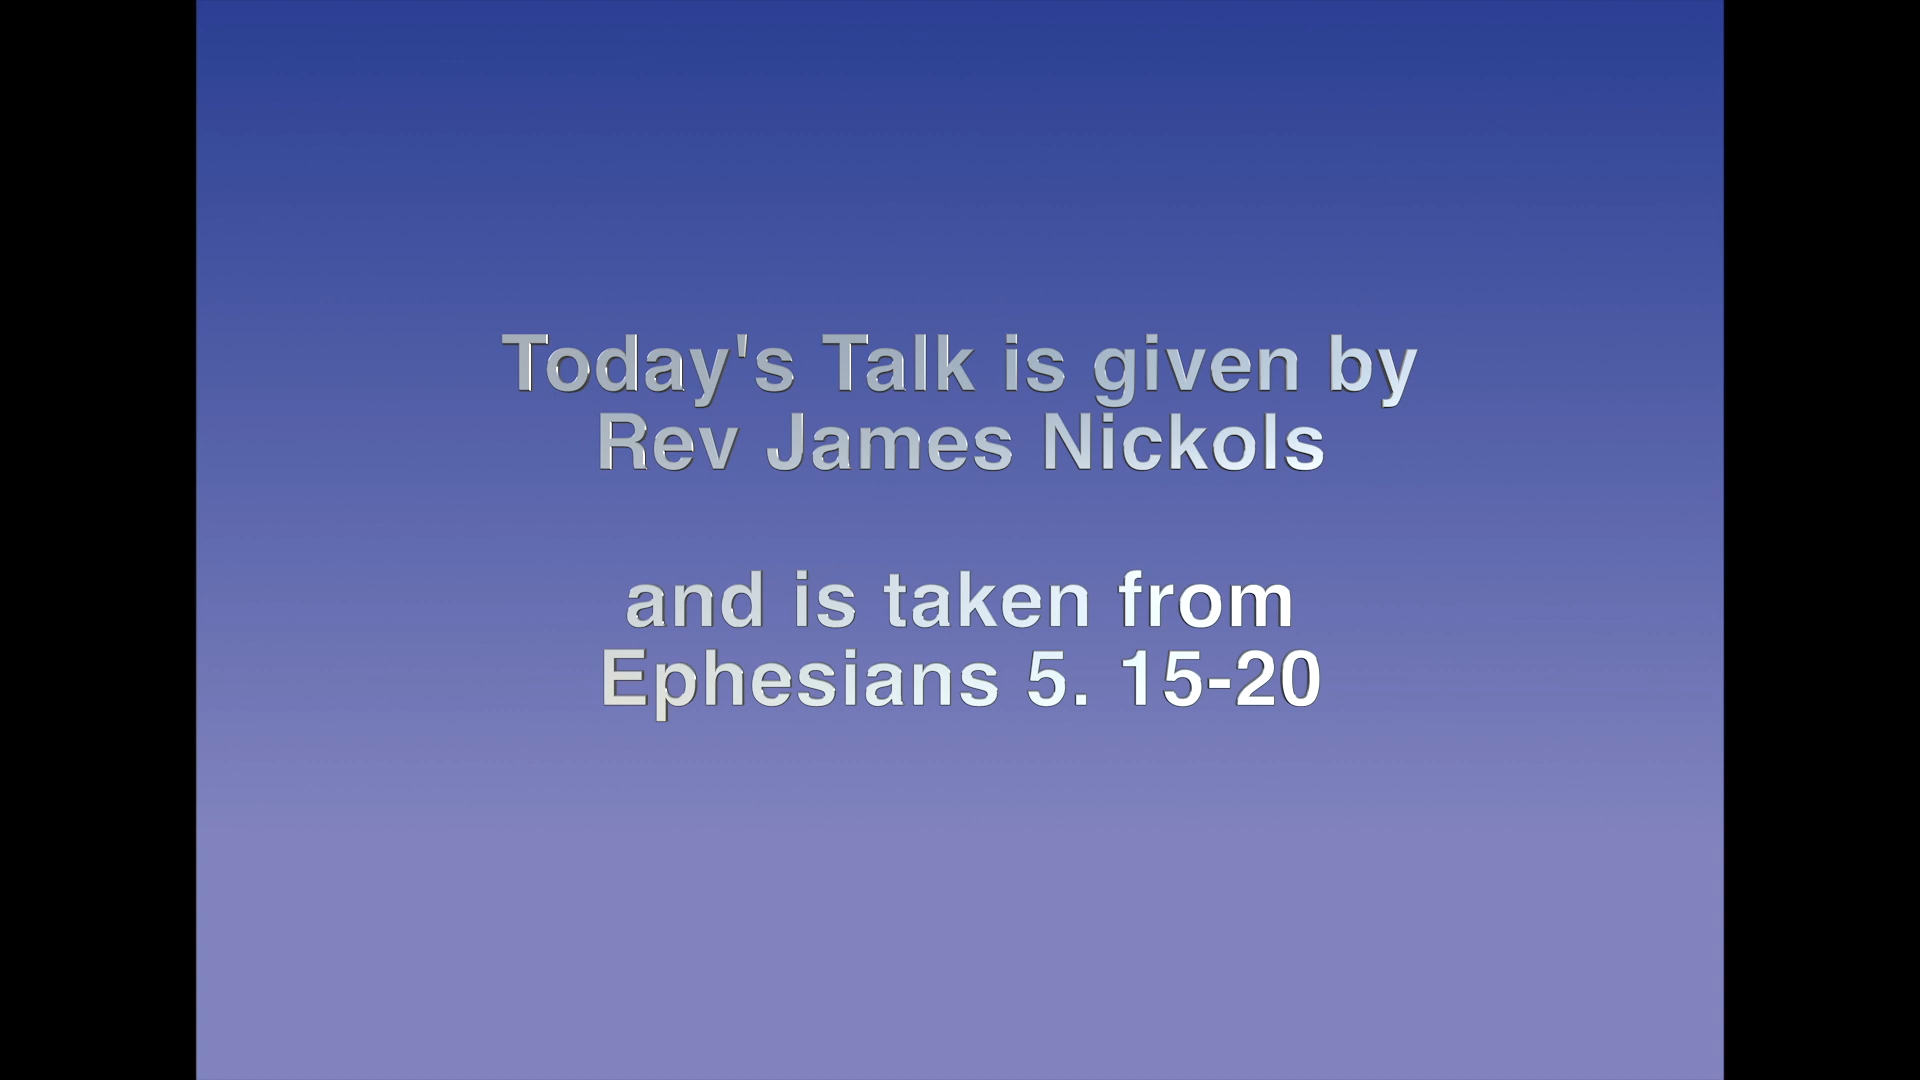 Today's Talk is given by
Rev James Nickols
and is taken from
Ephesians 5. 15-20